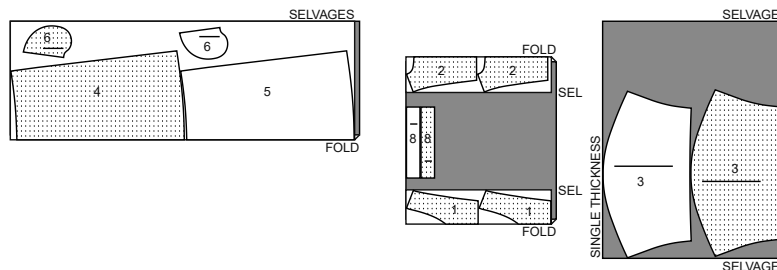 SELVAGES
6
6
4
5
FOLD
FOLD
2
2
SEL
8
8
SEL
1
1
FOLD
SELVAGE
SINGLE THICKNESS
3
3
SELVAGE